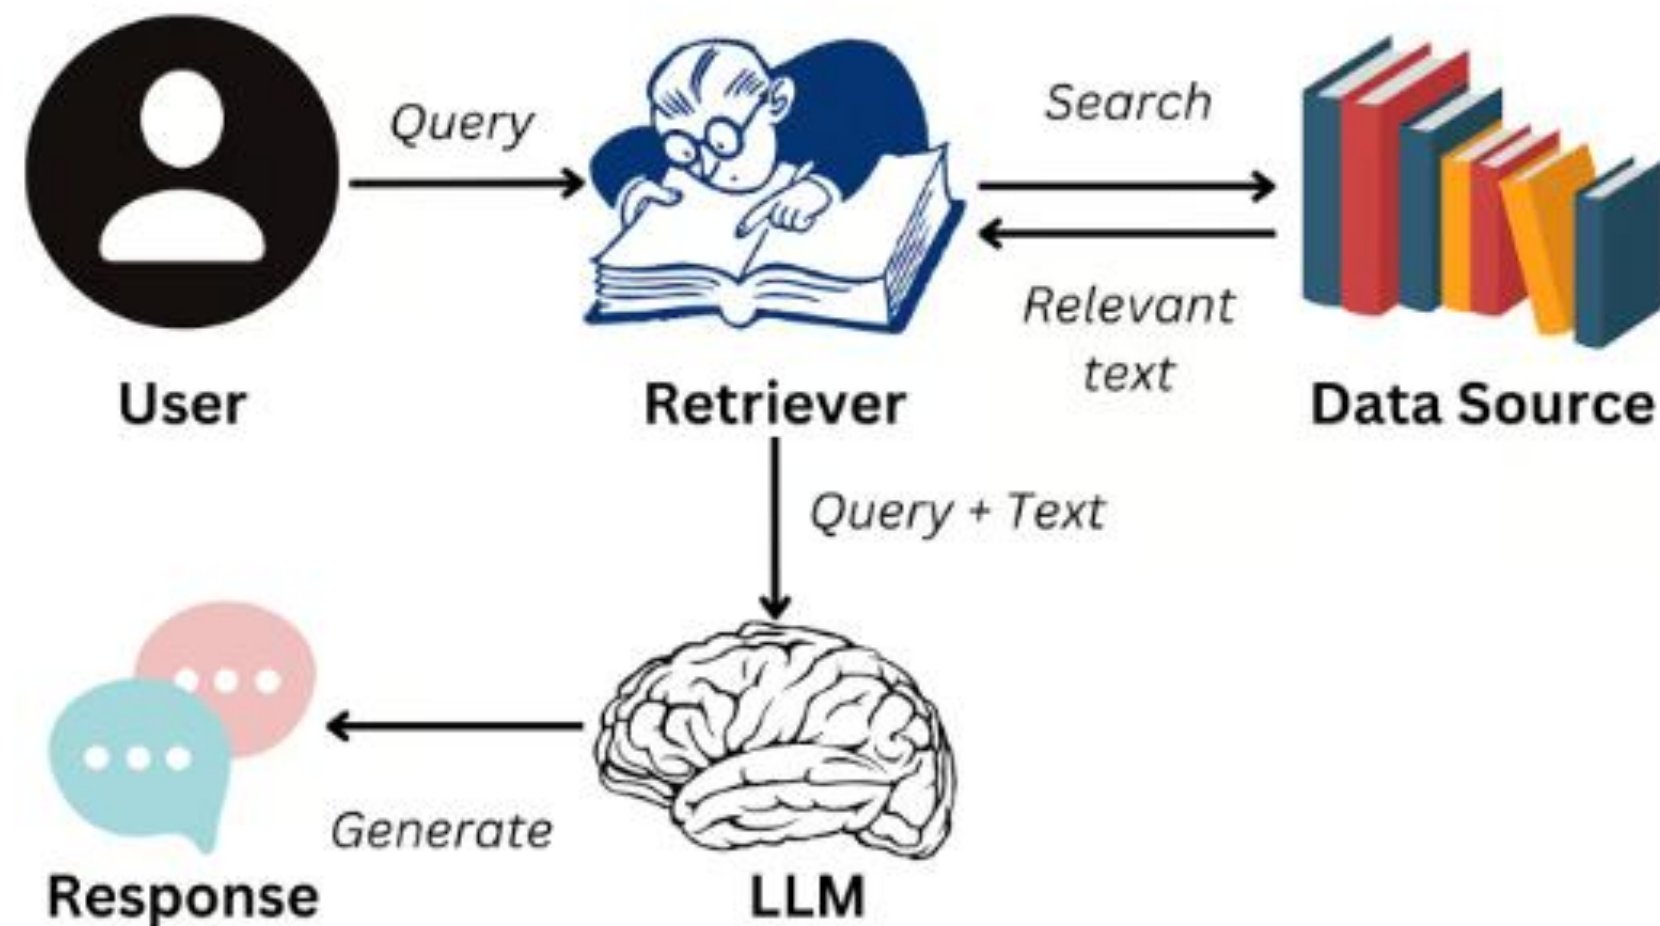 Query
Search
Relevant
text
User
Retriever
Data Source
Query + Text
Generate
Response
LLM